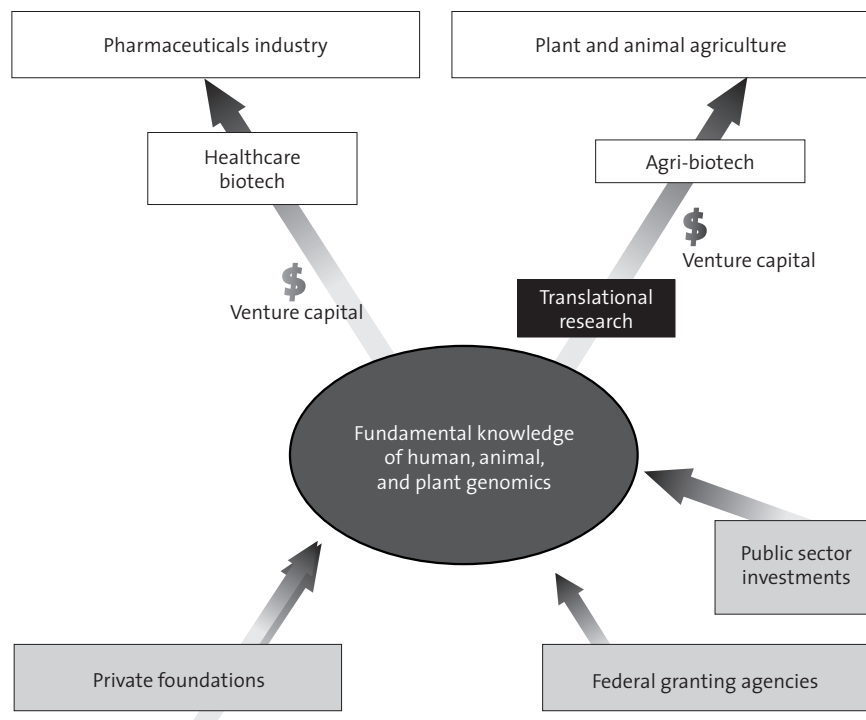 Pharmaceuticals industry
Plant and animal agriculture
Healthcare
biotech
Agri-biotech
$
Venture capital
$
Venture capital
Translational
research
Fundamental knowledge
of human, animal,
and plant genomics
Public sector
investments
Private foundations
Federal granting agencies